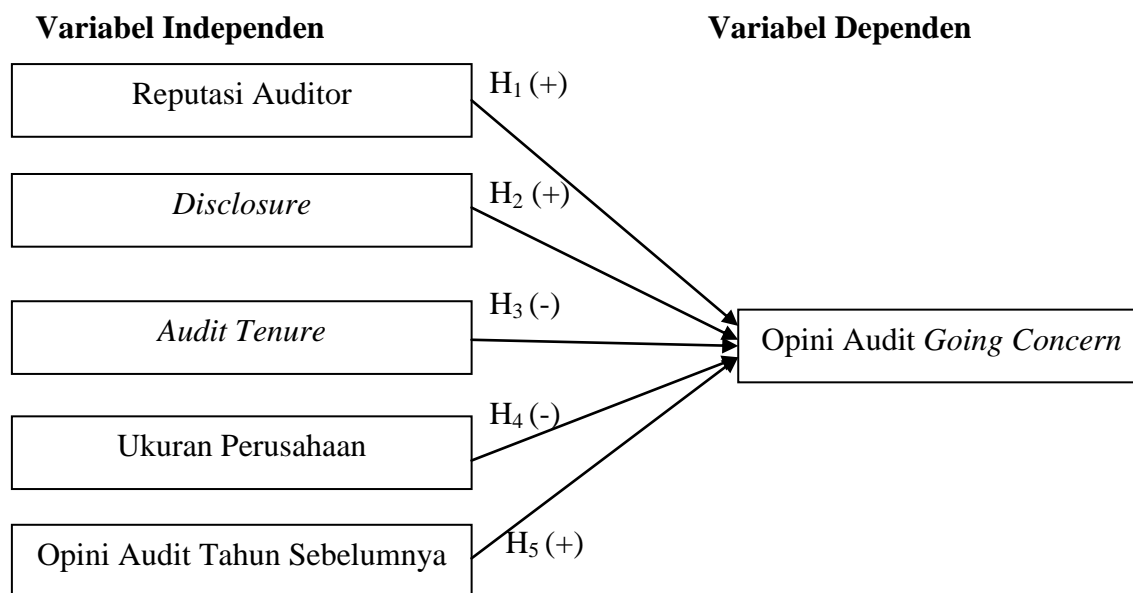 Variabel Independen
Variabel Dependen
Reputasi Auditor
H₁ (+)
Disclosure
H₂ (+)
Audit Tenure
H₃ (-)
Opini Audit Going Concern
Ukuran Perusahaan
H₄ (-)
Opini Audit Tahun Sebelumnya
H₅ (+)